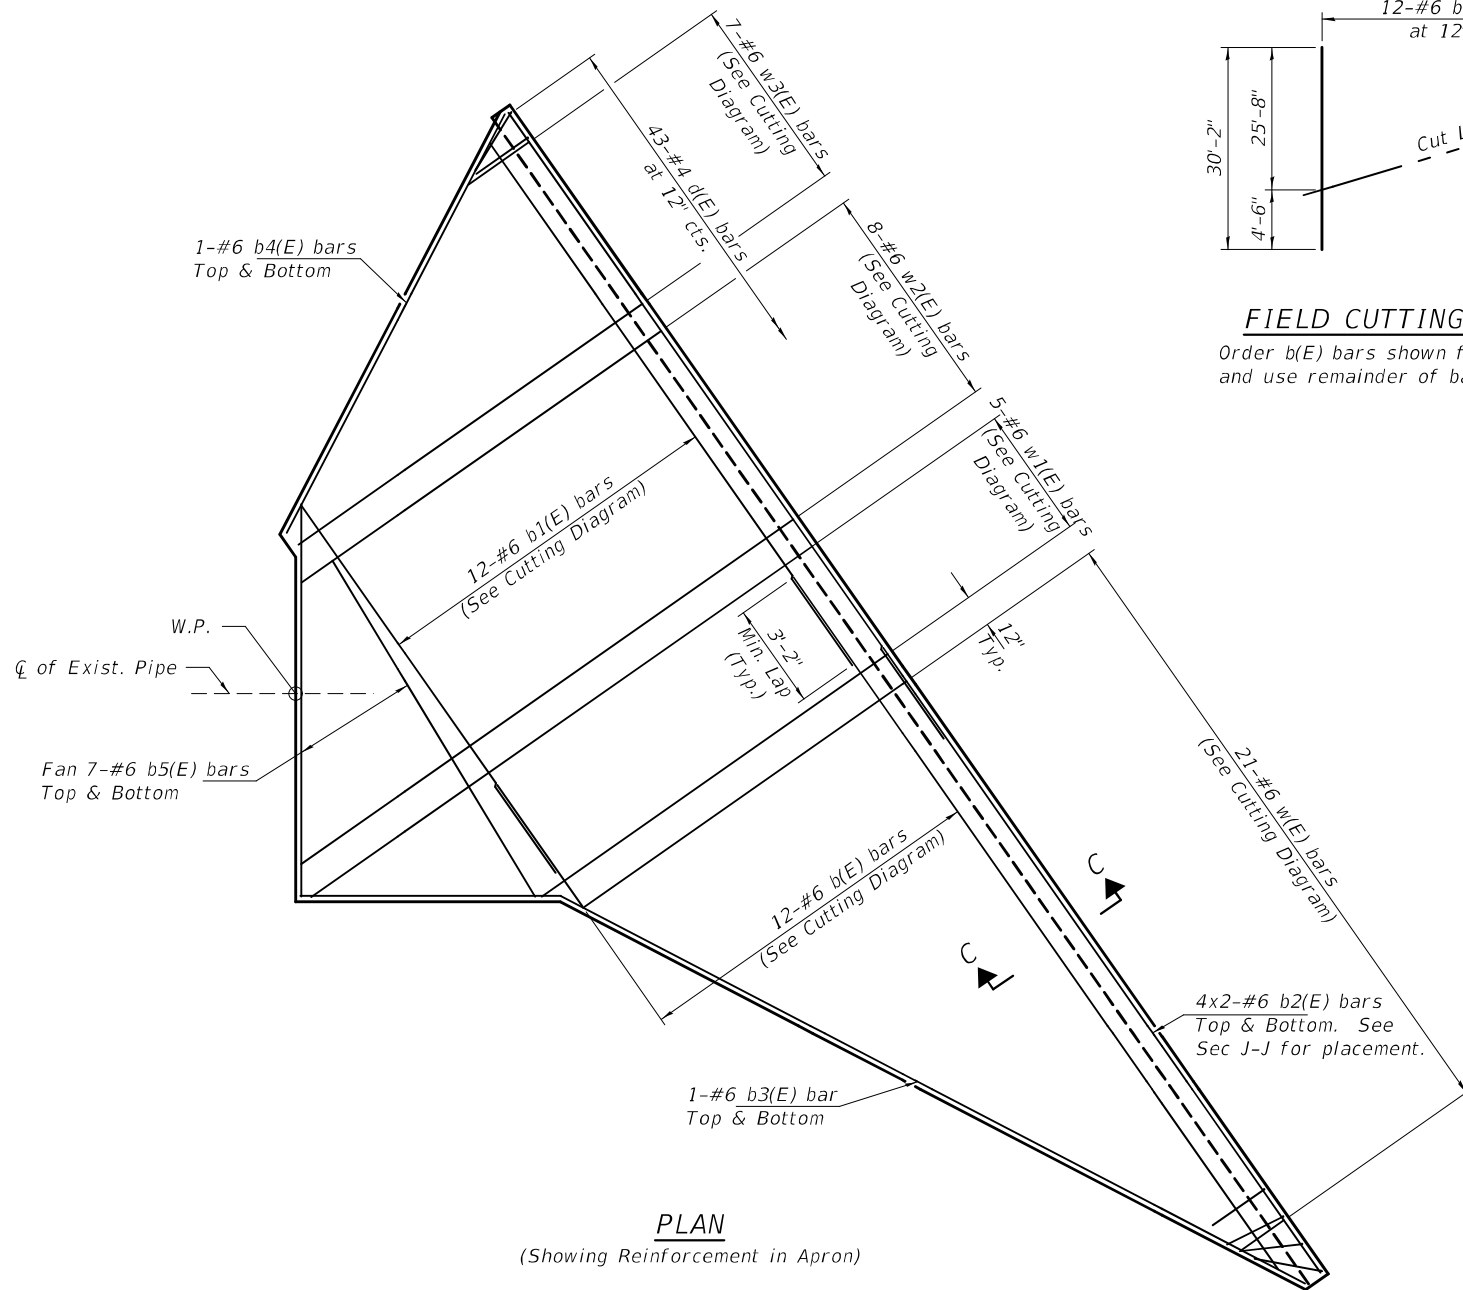 7-#6 w3(E) bars
(See Cutting
Diagram)
43-#4 d(E) bars
at 12" cts.
8-#6 w2(E) bars
(See Cutting
Diagram)
5-#6 w1(E) bars
(See Cutting
Diagram)
12-#6 b
at 12
30'-2"
25'-8"
4'-6"
Cut L
FIELD CUTTING
Order b(E) bars shown f
and use remainder of ba
1-#6 b4(E) bars
Top & Bottom
12-#6 b1(E) bars
(See Cutting Diagram)
W.P.
℄ of Exist. Pipe
3'-2"
Min. Lap
(Typ.)
12"
Typ.
Fan 7-#6 b5(E) bars
Top & Bottom
21-#6 w(E) bars
(See Cutting Diagram)
12-#6 b(E) bars
(See Cutting Diagram)
C
C
4x2-#6 b2(E) bars
Top & Bottom. See
Sec J-J for placement.
1-#6 b3(E) bar
Top & Bottom
PLAN
(Showing Reinforcement in Apron)